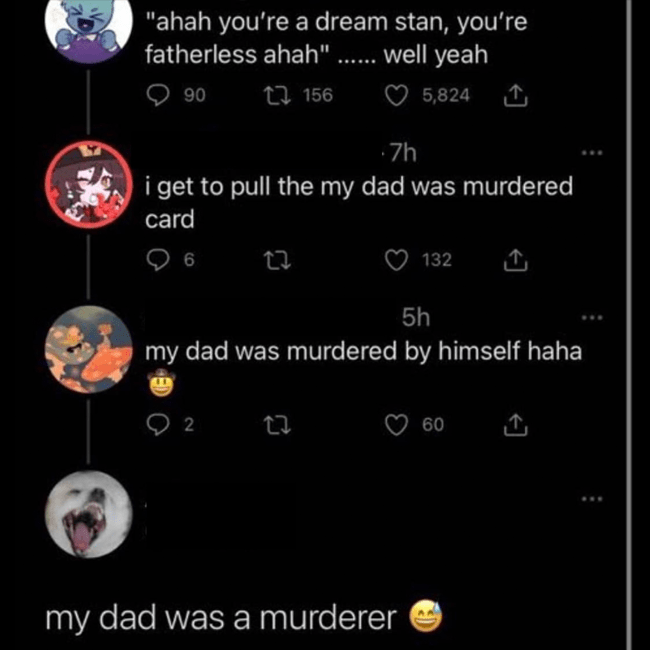 "ahah you're a dream stan, you're
fatherless ahah" ...... well yeah
90 156 5,824
· 7h
i get to pull the my dad was murdered
card
6 132
5h
my dad was murdered by himself haha
🤠
2 60
my dad was a murderer 😅